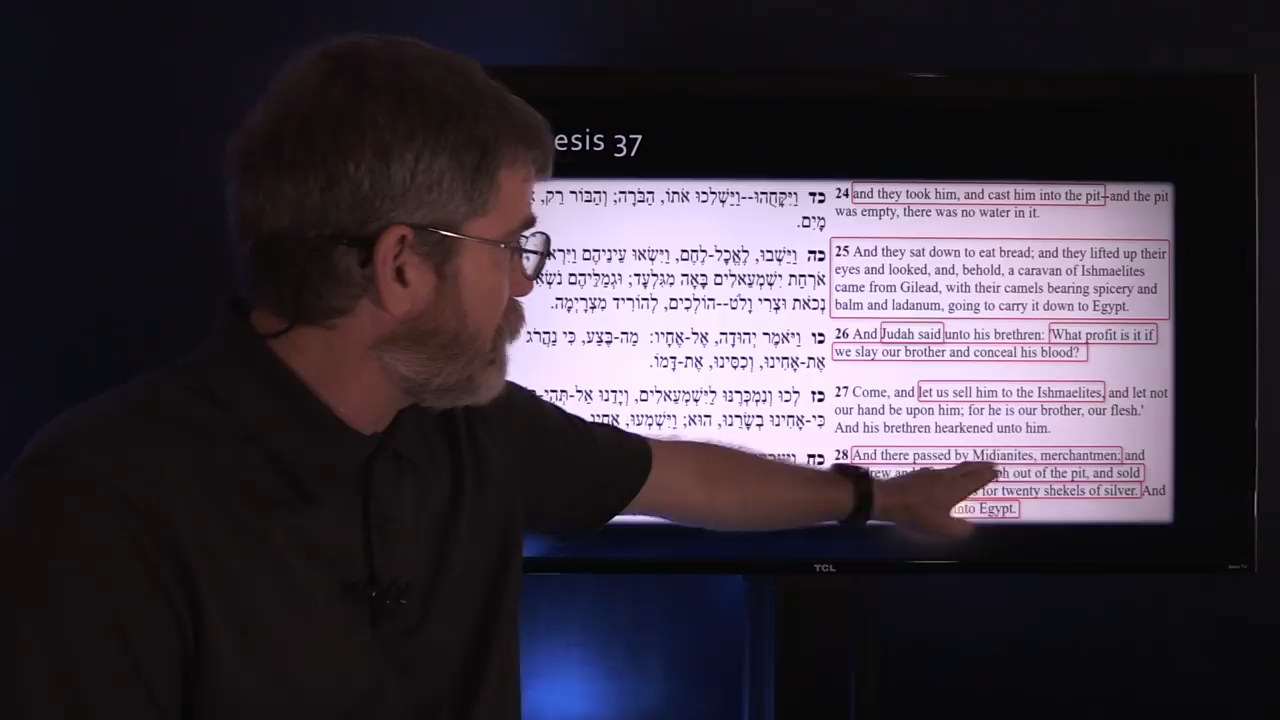 esis 37
כד וַיִּקָּחֻהוּ--וַיַּשְׁלִכוּ אֹתוֹ, הַבֹּרָה; וְהַבּוֹר רֵק,
מָיִם.
כה וַיֵּשְׁבוּ, לֶאֱכָל-לֶחֶם, וַיִּשְׂאוּ עֵינֵיהֶם
אֹרְחַת יִשְׁמְעֵאלִים בָּאָה מִגִּלְעָד; וּגְמַלֵּיהֶם
נְכֹאת וּצְרִי וָלֹט--הוֹלְכִים, לְהוֹרִיד מִצְרָיְמָה.
כו וַיֹּאמֶר יְהוּדָה, אֶל-אֶחָיו: מַה-בֶּצַע, כִּי נַהֲרֹג
אֶת-אָחִינוּ, וְכִסִּינוּ, אֶת-דָּמוֹ.
כז לְכוּ וְנִמְכְּרֶנּוּ לַיִּשְׁמְעֵאלִים, וְיָדֵנוּ אַל-תְּהִי-
כִּי-אָחִינוּ בְשָׂרֵנוּ, הוּא; וַיִּשְׁמְעוּ,
כח
24 and they took him, and cast him into the pit--and the pit
was empty, there was no water in it.
25 And they sat down to eat bread; and they lifted up their
eyes and looked, and, behold, a caravan of Ishmaelites
came from Gilead, with their camels bearing spicery and
balm and ladanum, going to carry it down to Egypt.
26 And Judah said unto his brethren: 'What profit is it if
we slay our brother and conceal his blood?
27 Come, and let us sell him to the Ishmaelites, and let not
our hand be upon him; for he is our brother, our flesh.'
And his brethren hearkened unto him.
28 And there passed by Midianites, merchantmen; and
rew and ph out of the pit, and sold
s for twenty shekels of silver. And
into Egypt.
TCL